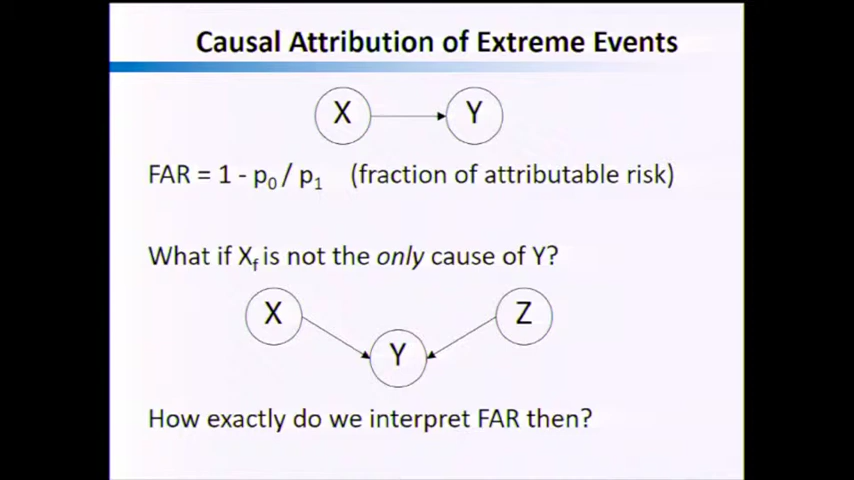 Causal Attribution of Extreme Events
X Y
FAR = 1 - p₀ / p₁ (fraction of attributable risk)
What if X_f is not the only cause of Y?
X Z
Y
How exactly do we interpret FAR then?